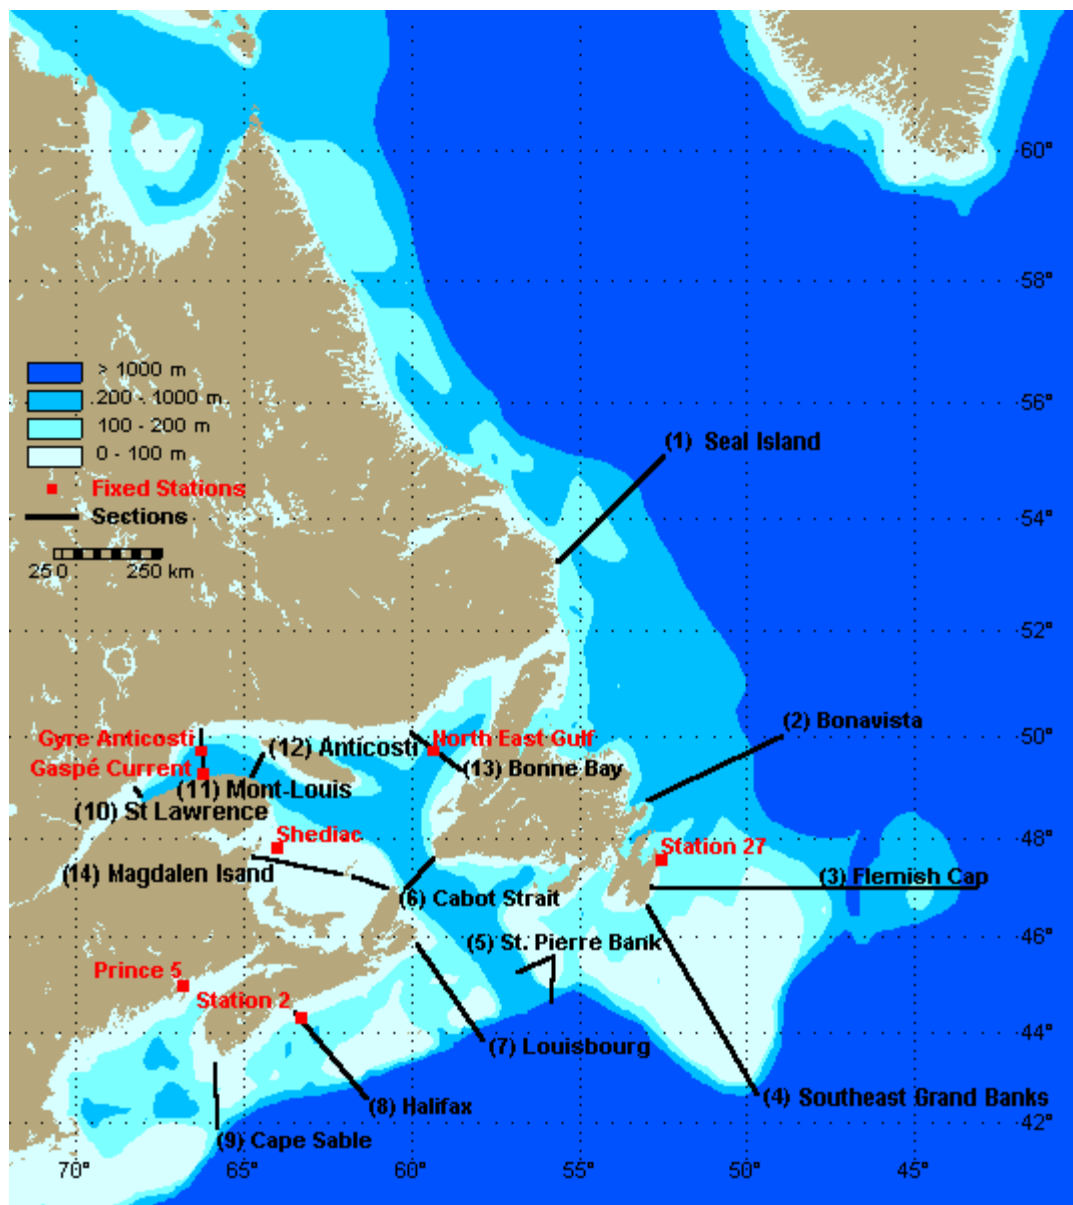 60°
58°
> 1000 m
200 - 1000 m
100 - 200 m
0 - 100 m
Fixed Stations
Sections
25 0 250 km
56°
(1) Seal Island
54°
52°
(2) Bonavista
50°
Gyre Anticosti
(12) Anticosti
North East Gulf
Gaspé Current
(13) Bonne Bay
(11) Mont-Louis
(10) St Lawrence
Shediac
48°
Station 27
(14) Magdalen Isand
(3) Flemish Cap
(6) Cabot Strait
46°
(5) St. Pierre Bank
Prince 5
Station 2
44°
(7) Louisbourg
(8) Halifax
(4) Southeast Grand Banks
42°
(9) Cape Sable
70° 65° 60° 55° 50° 45°